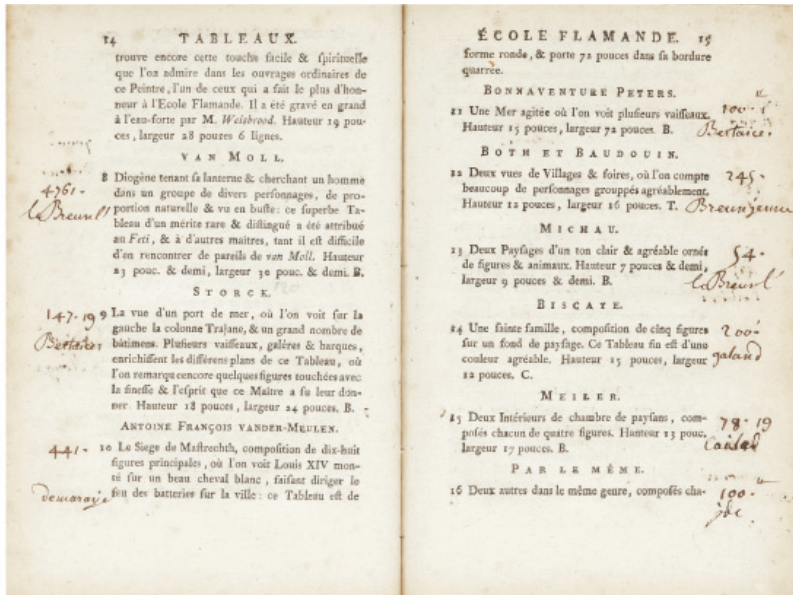 14 TABLEAUX.
trouve encore cette touche facile & spirituelle
que l'on admire dans les ouvrages ordinaires de
ce Peintre, l'un de ceux qui a fait le plus d'hon-
neur à l'Ecole Flamande. Il a été gravé en grand
à l'eau-forte par M. Weisbrood. Hauteur 19 pou-
ces, largeur 28 pouces 6 lignes.
VAN MOLL.
8 Diogène tenant sa lanterne & cherchant un homme
4761.
dans un groupe de divers personnages, de pro-
le Breun l'
portion naturelle & vu en buste: ce superbe Ta-
bleau d'un mérite rare & distingué a été attribué
au Feti, & à d'autres maitres, tant il est difficile
d'en rencontrer de pareils de van Moll. Hauteur
23 pouc. & demi, largeur 30 pouc. & demi. B.
STORCK.
147.19
9 La vue d'un port de mer, où l'on voit sur la
gauche la colonne Trajane, & un grand nombre de
bâtimens. Plusieurs vaisseaux, galères & barques,
enrichissent les différens plans de ce Tableau, où
l'on remarqu encore quelques figures touchées avec
la finesse & l'esprit que ce Maître a su leur don-
ner Hauteur 18 pouces, largeur 24 pouces. B.
ANTOINE FRANÇOIS VANDER-MEULEN.
441.
10 Le Siege de Mastrechth, composition de dix-huit
figures principales, où l'on voit Louis XIV mon-
té sur un beau cheval blanc, faisant diriger le
feu des batteries sur la ville: ce Tableau est de
ÉCOLE FLAMANDE. 15
forme ronde, & porte 72 pouces dans sa bordure
quarrée.
BONNAVENTURE PETERS.
11 Une Mer agitée où l'on voit plusieurs vaisseaux.
100.1
Hauteur 15 pouces, largeur 72 pouces. B.
BOTH ET BAUDOUIN.
12 Deux vues de Villages & foires, où l'on compte
245.
beaucoup de personnages grouppés agréablement.
Hauteur 12 pouces, largeur 16 pouces. T.
MICHAU.
13 Deux Paysages d'un ton clair & agréable ornés
54.
de figures & animaux. Hauteur 7 pouces & demi,
largeur 9 pouces & demi. B.
le Breun l'
BISCAYE.
14 Une sainte famille, composition de cinq figures
200
sur un fond de paysage. Ce Tableau fin est d'une
galand
couleur agréable. Hauteur 15 pouces, largeur
12 pouces. C.
MEILER.
15 Deux Intérieurs de chambre de paysans, com-
78.19
posés chacun de quatre figures. Hauteur 13 pouc.
largeur 17 pouces. B.
PAR LE MÊME.
16 Deux autres dans le même genre, composés cha-
100.